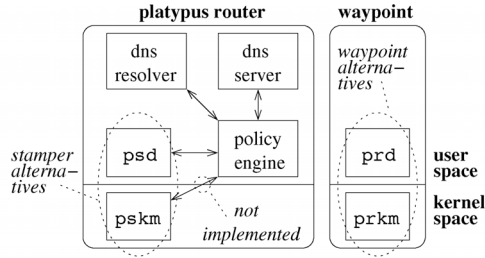 platypus router
waypoint
dns
resolver
dns
server
waypoint
alterna–
tives
policy
engine
stamper
alterna–
tives
psd
prd
user
space
pskm
not
implemented
prkm
kernel
space